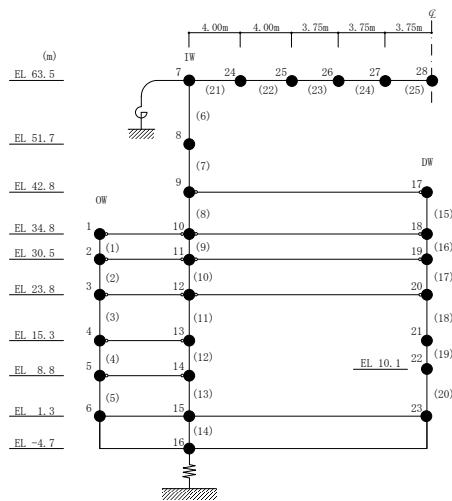 ℄
4.00m 4.00m 3.75m 3.75m 3.75m
(m) IW
EL 63.5 7 24 25 26 27 28
(21) (22) (23) (24) (25)
(6)
EL 51.7 8
(7)
EL 42.8 9 DW 17
OW (8) (15)
EL 34.8 1 10 18
(1) (9) (16)
EL 30.5 2 11 19
(2) (10) (17)
EL 23.8 3 12 20
(3) (11) (18)
EL 15.3 4 13 21
(4) (12) (19)
EL 10.1 22
EL 8.8 5 14
(5) (13) (20)
EL 1.3 6 15 23
(14)
EL -4.7 16